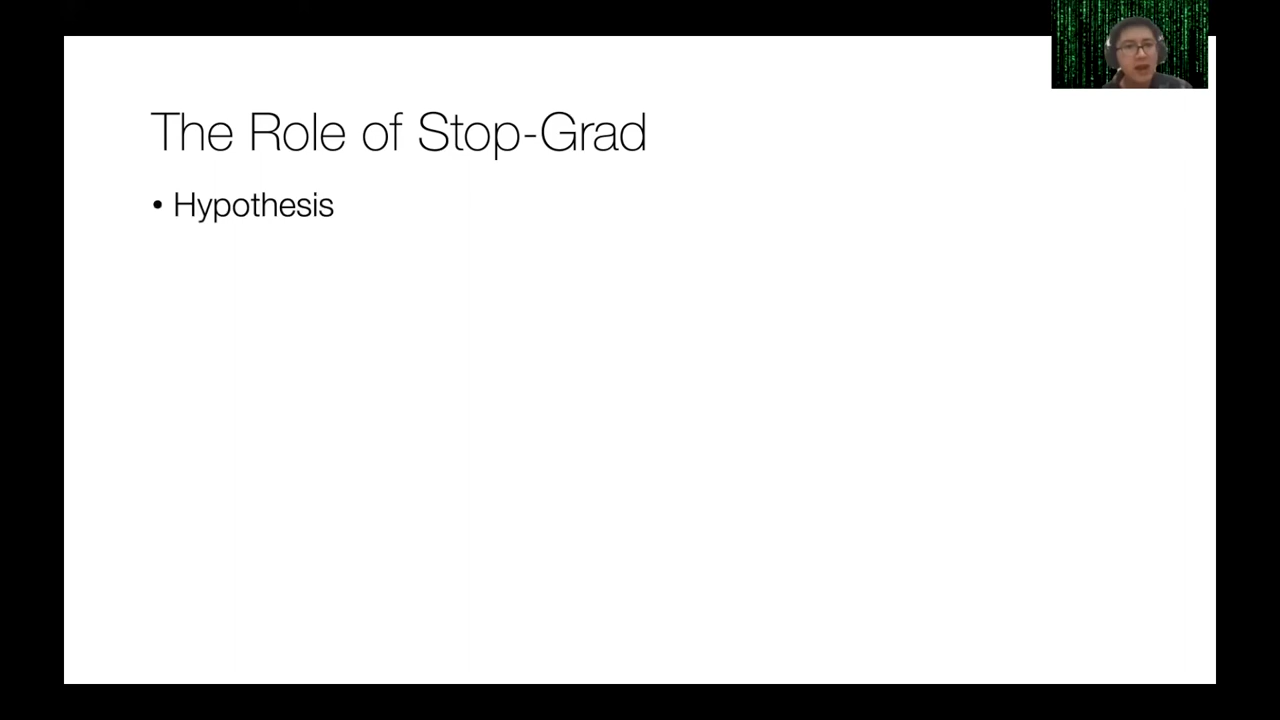 The Role of Stop-Grad
• Hypothesis